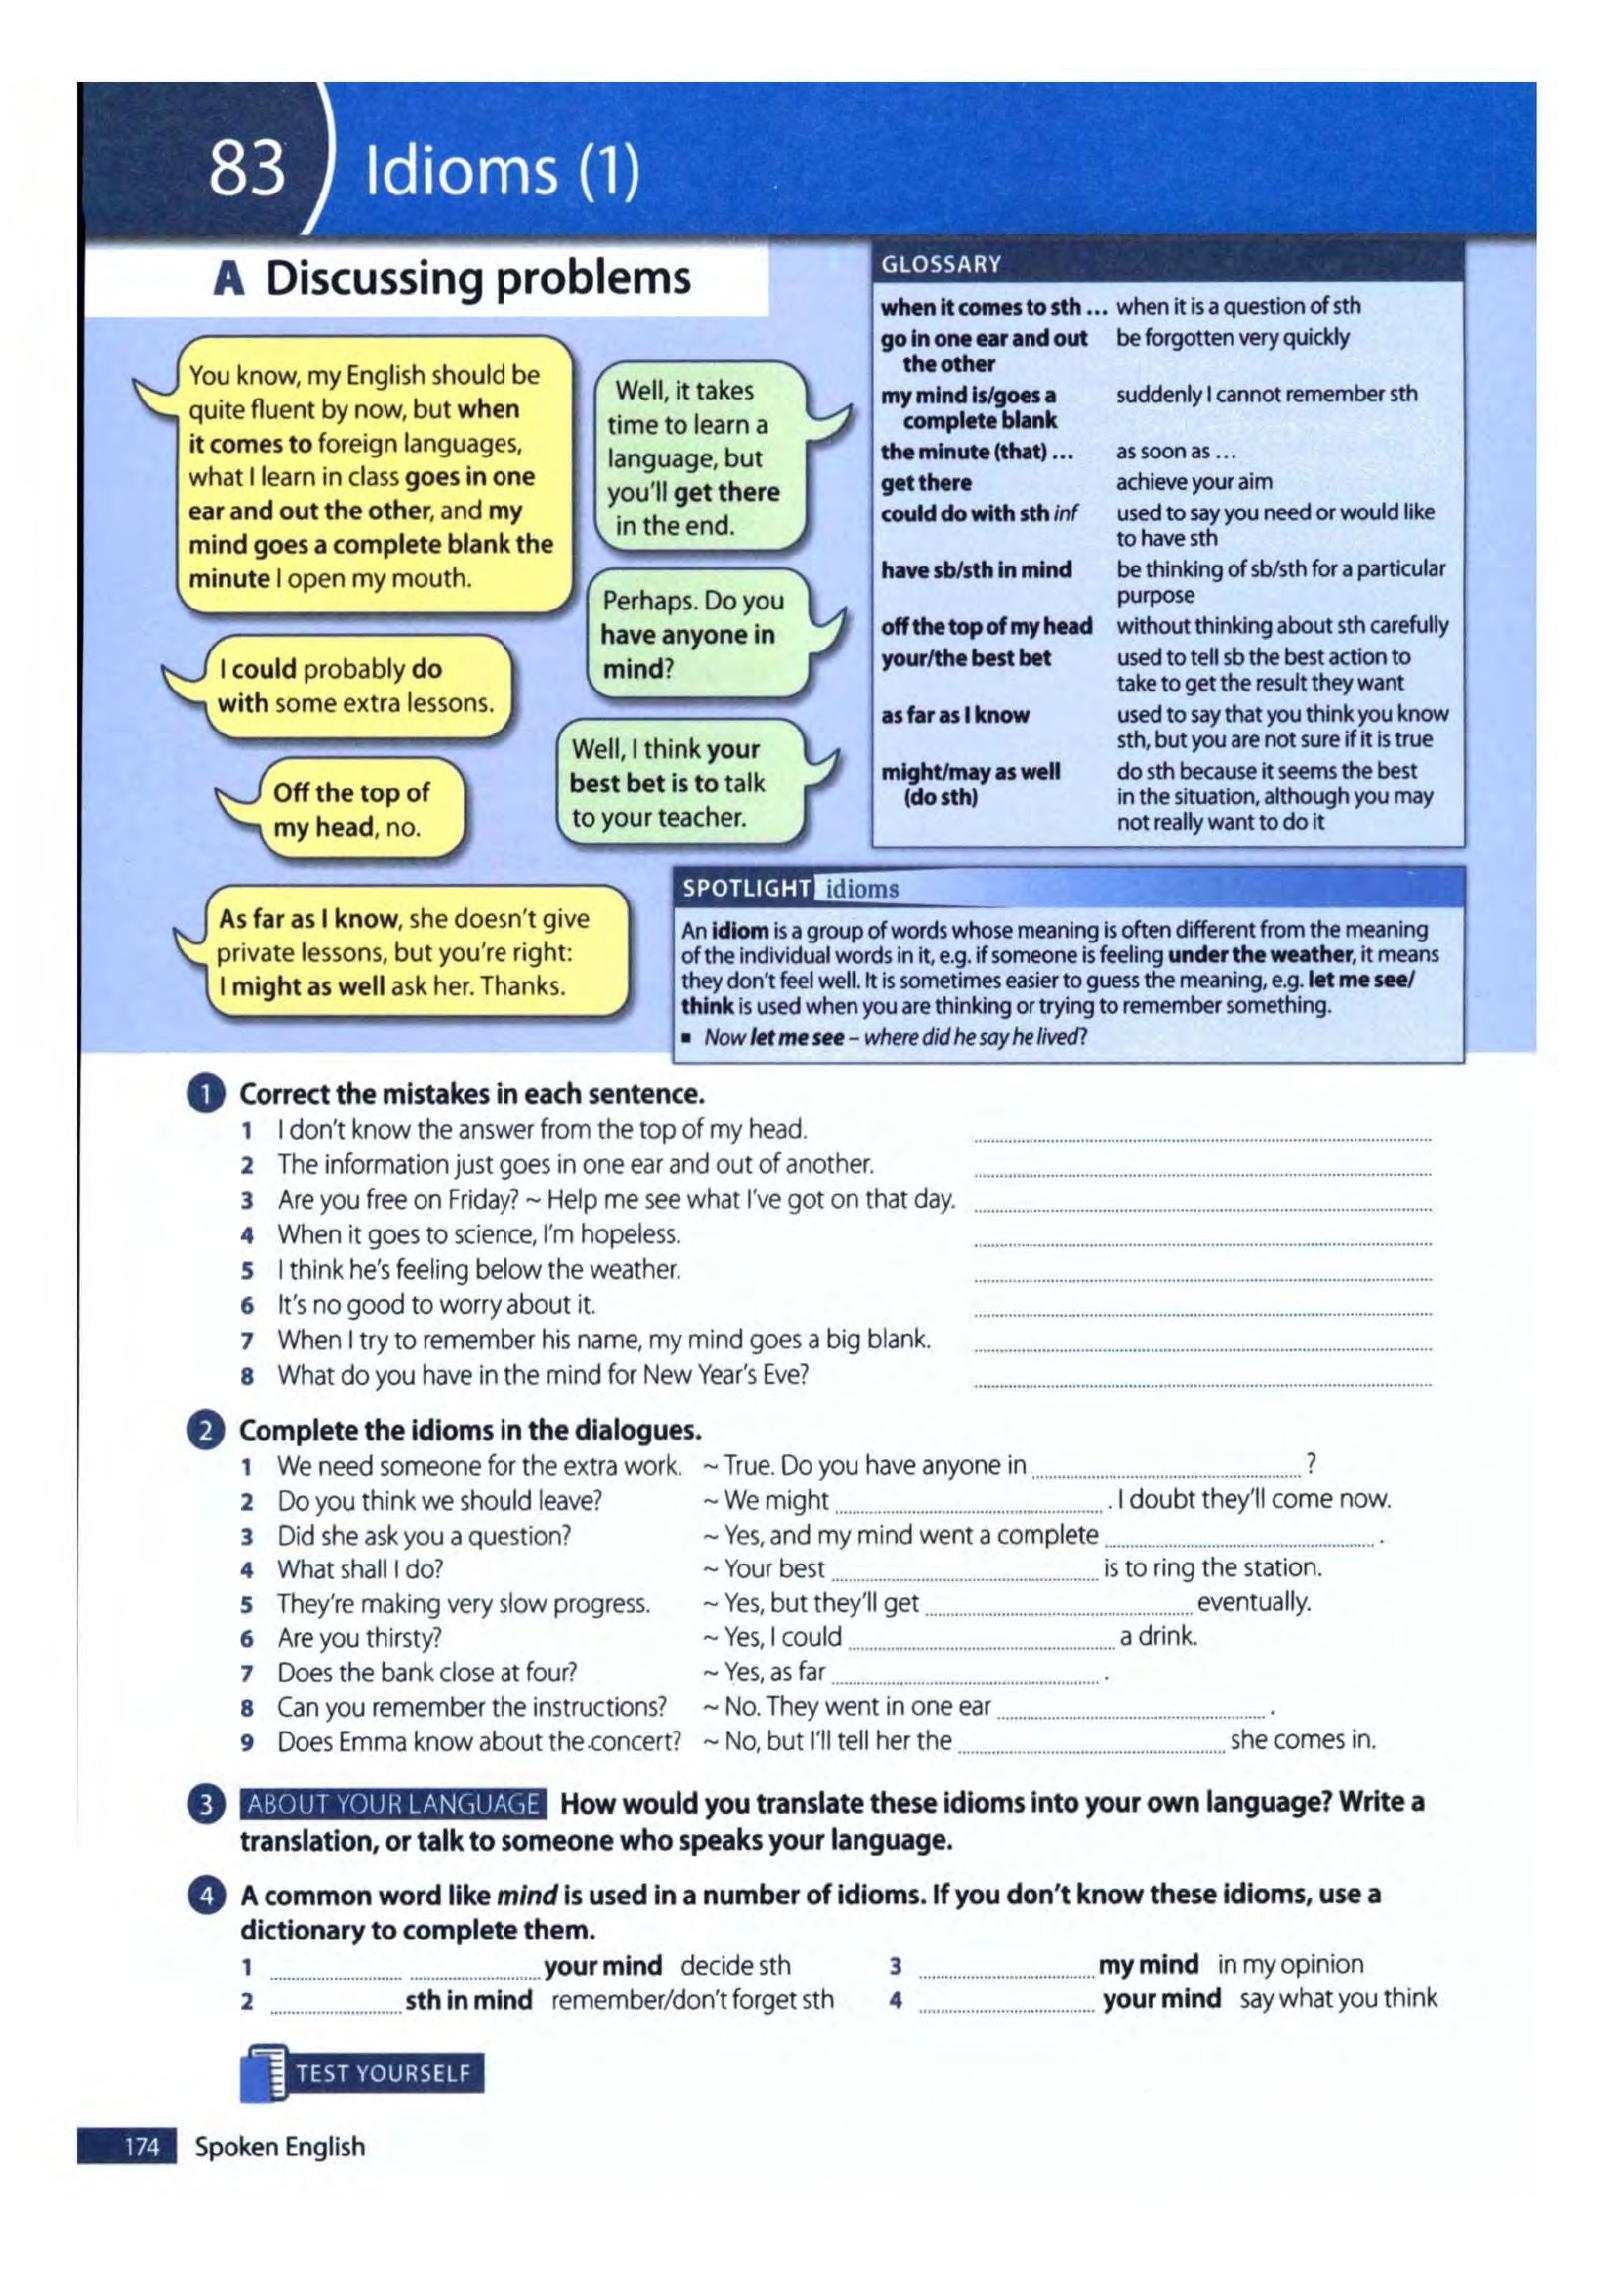 83 Idioms (1)
A Discussing problems
You know, my English should be
quite fluent by now, but when
it comes to foreign languages,
what I learn in class goes in one
ear and out the other, and my
mind goes a complete blank the
minute I open my mouth.
Well, it takes
time to learn a
language, but
you'll get there
in the end.
I could probably do
with some extra lessons.
Perhaps. Do you
have anyone in
mind?
Off the top of
my head, no.
Well, I think your
best bet is to talk
to your teacher.
As far as I know, she doesn't give
private lessons, but you're right:
I might as well ask her. Thanks.
GLOSSARY
when it comes to sth ... when it is a question of sth
go in one ear and out be forgotten very quickly
the other
my mind is/goes a suddenly I cannot remember sth
complete blank
the minute (that) ... as soon as ...
get there achieve your aim
could do with sth inf used to say you need or would like
to have sth
have sb/sth in mind be thinking of sb/sth for a particular
purpose
off the top of my head without thinking about sth carefully
your/the best bet used to tell sb the best action to
take to get the result they want
as far as I know used to say that you think you know
sth, but you are not sure if it is true
might/may as well do sth because it seems the best
(do sth) in the situation, although you may
not really want to do it
SPOTLIGHT idioms
An idiom is a group of words whose meaning is often different from the meaning
of the individual words in it, e.g. if someone is feeling under the weather, it means
they don't feel well. It is sometimes easier to guess the meaning, e.g. let me see/
think is used when you are thinking or trying to remember something.
▪ Now let me see – where did he say he lived?
1 Correct the mistakes in each sentence.
1 I don't know the answer from the top of my head.
2 The information just goes in one ear and out of another.
3 Are you free on Friday? ~ Help me see what I've got on that day.
4 When it goes to science, I'm hopeless.
5 I think he's feeling below the weather.
6 It's no good to worry about it.
7 When I try to remember his name, my mind goes a big blank.
8 What do you have in the mind for New Year's Eve?
2 Complete the idioms in the dialogues.
1 We need someone for the extra work. ~ True. Do you have anyone in ........ ?
2 Do you think we should leave? ~ We might ........ . I doubt they'll come now.
3 Did she ask you a question? ~ Yes, and my mind went a complete ........ .
4 What shall I do? ~ Your best ........ is to ring the station.
5 They're making very slow progress. ~ Yes, but they'll get ........ eventually.
6 Are you thirsty? ~ Yes, I could ........ a drink.
7 Does the bank close at four? ~ Yes, as far ........ .
8 Can you remember the instructions? ~ No. They went in one ear ........ .
9 Does Emma know about the concert? ~ No, but I'll tell her the ........ she comes in.
3 ABOUT YOUR LANGUAGE How would you translate these idioms into your own language? Write a
translation, or talk to someone who speaks your language.
4 A common word like mind is used in a number of idioms. If you don't know these idioms, use a
dictionary to complete them.
1 ........ ........ your mind decide sth
2 ........ sth in mind remember/don't forget sth
3 ........ my mind in my opinion
4 ........ your mind say what you think
TEST YOURSELF
174 Spoken English